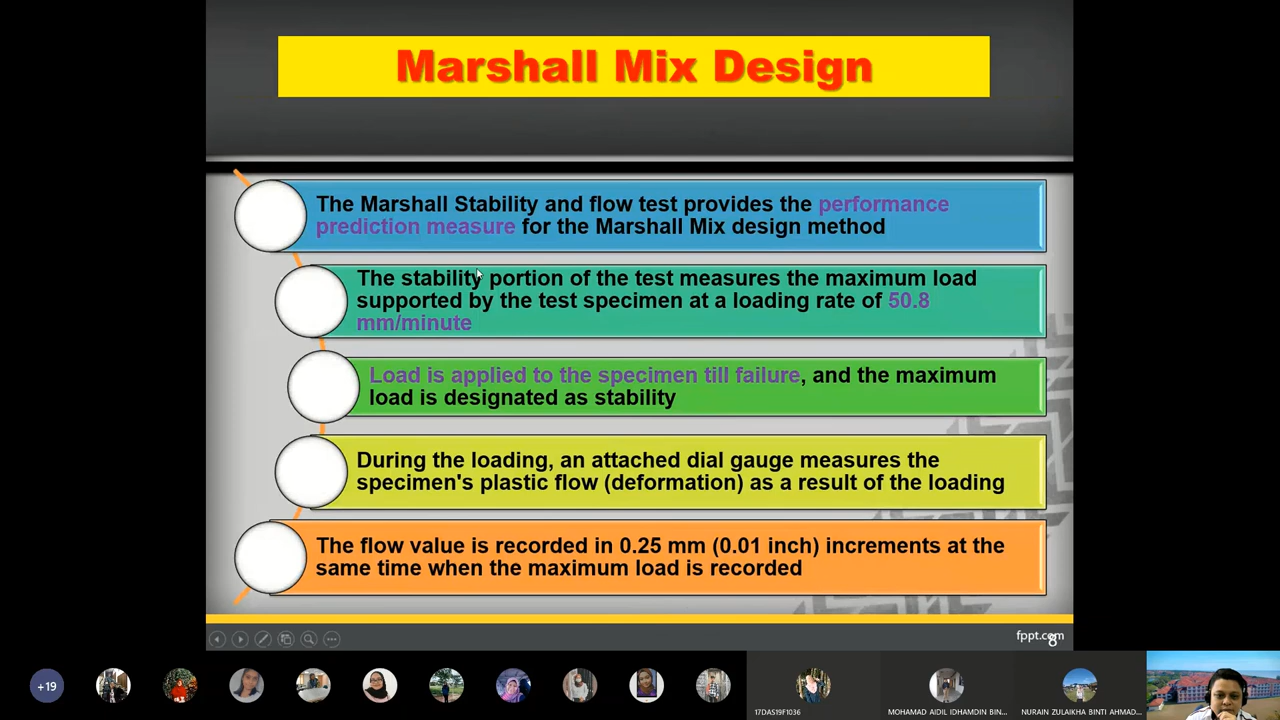 Marshall Mix Design
The Marshall Stability and flow test provides the performance
prediction measure for the Marshall Mix design method
The stability portion of the test measures the maximum load
supported by the test specimen at a loading rate of 50.8
mm/minute
Load is applied to the specimen till failure, and the maximum
load is designated as stability
During the loading, an attached dial gauge measures the
specimen's plastic flow (deformation) as a result of the loading
The flow value is recorded in 0.25 mm (0.01 inch) increments at the
same time when the maximum load is recorded
fppt.com
8
+19
17DAS19F1036
MOHAMAD AIDIL IDHAMDIN BIN...
NURAIN ZULAIKHA BINTI AHMAD...